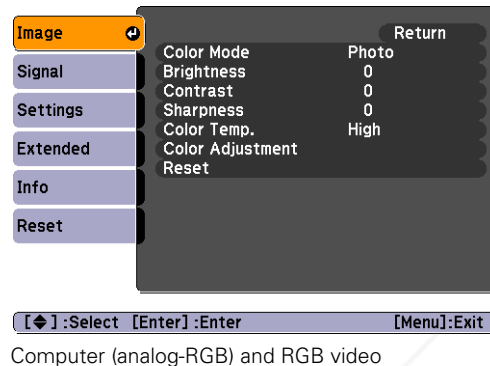 Image
Signal
Settings
Extended
Info
Reset
Return
Color Mode Photo
Brightness 0
Contrast 0
Sharpness 0
Color Temp. High
Color Adjustment
Reset
[◆] :Select [Enter] :Enter [Menu]:Exit
Computer (analog-RGB) and RGB video